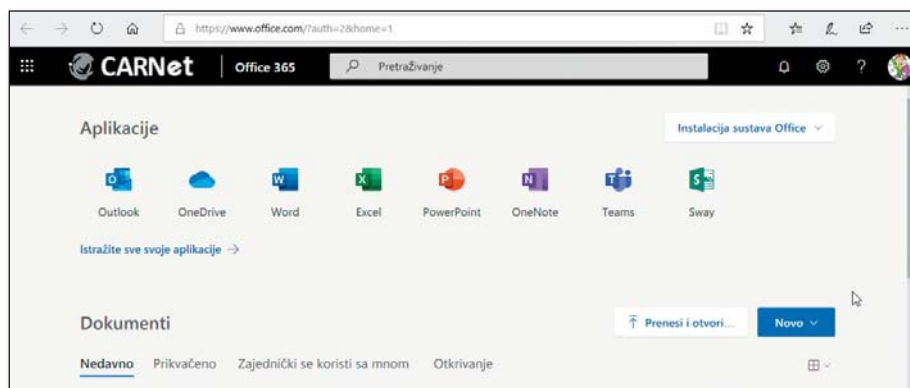 https://www.office.com/?auth=2&home=1
CARNet Office 365 Pretraživanje ?
Aplikacije
Instalacija sustava Office
Outlook OneDrive Word Excel PowerPoint OneNote Teams Sway
Istražite sve svoje aplikacije →
Dokumenti
Prenesi i otvori... Novo
Nedavno Prikvačeno Zajednički se koristi sa mnom Otkrivanje